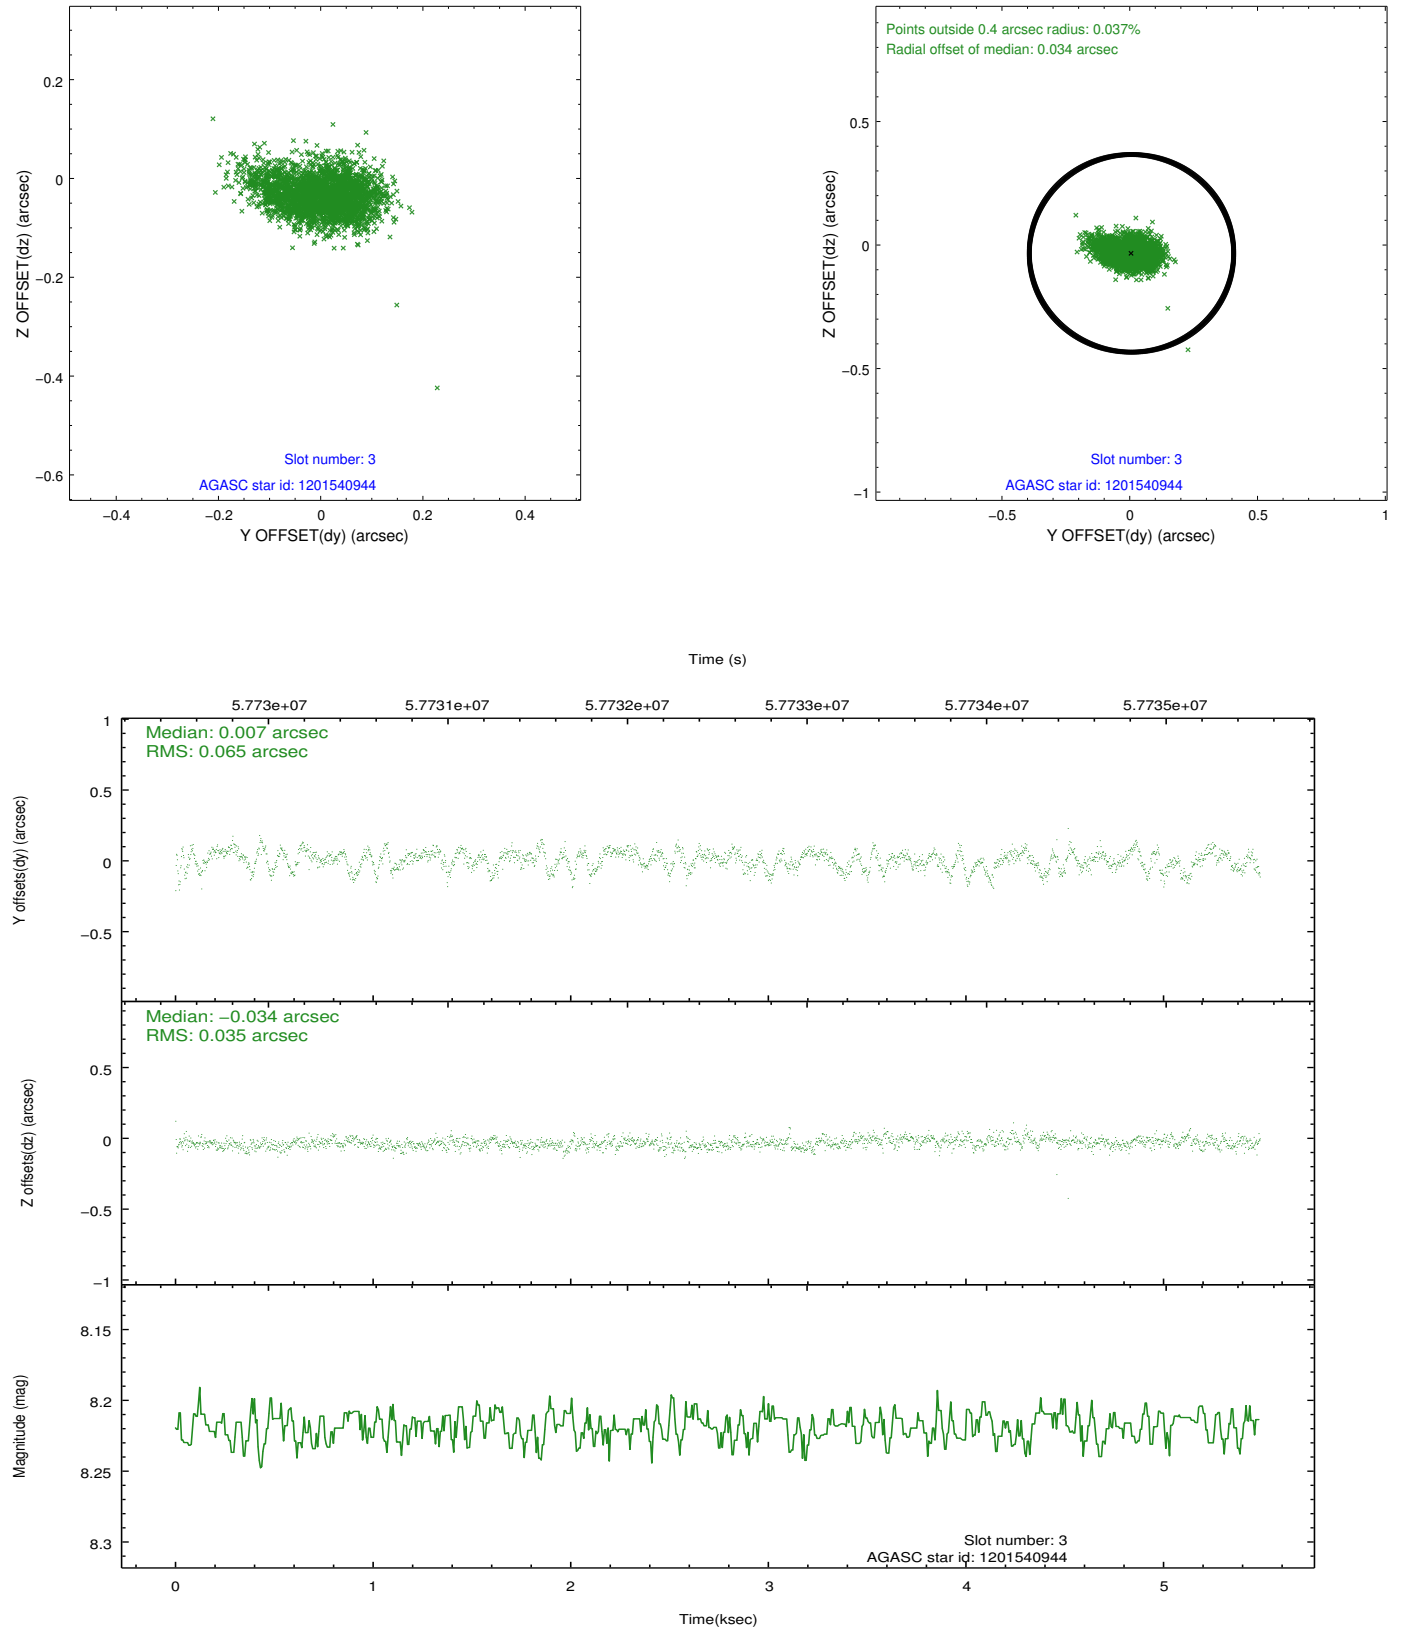 0.2
0
−0.2
−0.4
−0.6
Z OFFSET(dz) (arcsec)
Slot number: 3
AGASC star id: 1201540944
−0.4
−0.2
0
0.2
0.4
Y OFFSET(dy) (arcsec)
Points outside 0.4 arcsec radius: 0.037%
Radial offset of median: 0.034 arcsec
0.5
0
−0.5
−1
Z OFFSET(dz) (arcsec)
Slot number: 3
AGASC star id: 1201540944
−0.5
0
0.5
1
Y OFFSET(dy) (arcsec)
Time (s)
5.773e+07
5.7731e+07
5.7732e+07
5.7733e+07
5.7734e+07
5.7735e+07
Median: 0.007 arcsec
RMS: 0.065 arcsec
1
0.5
0
−0.5
Y offsets(dy) (arcsec)
Median: −0.034 arcsec
RMS: 0.035 arcsec
0.5
0
−0.5
−1
Z offsets(dz) (arcsec)
8.15
8.2
8.25
8.3
Magnitude (mag)
Slot number: 3
AGASC star id: 1201540944
0
1
2
3
4
5
Time(ksec)